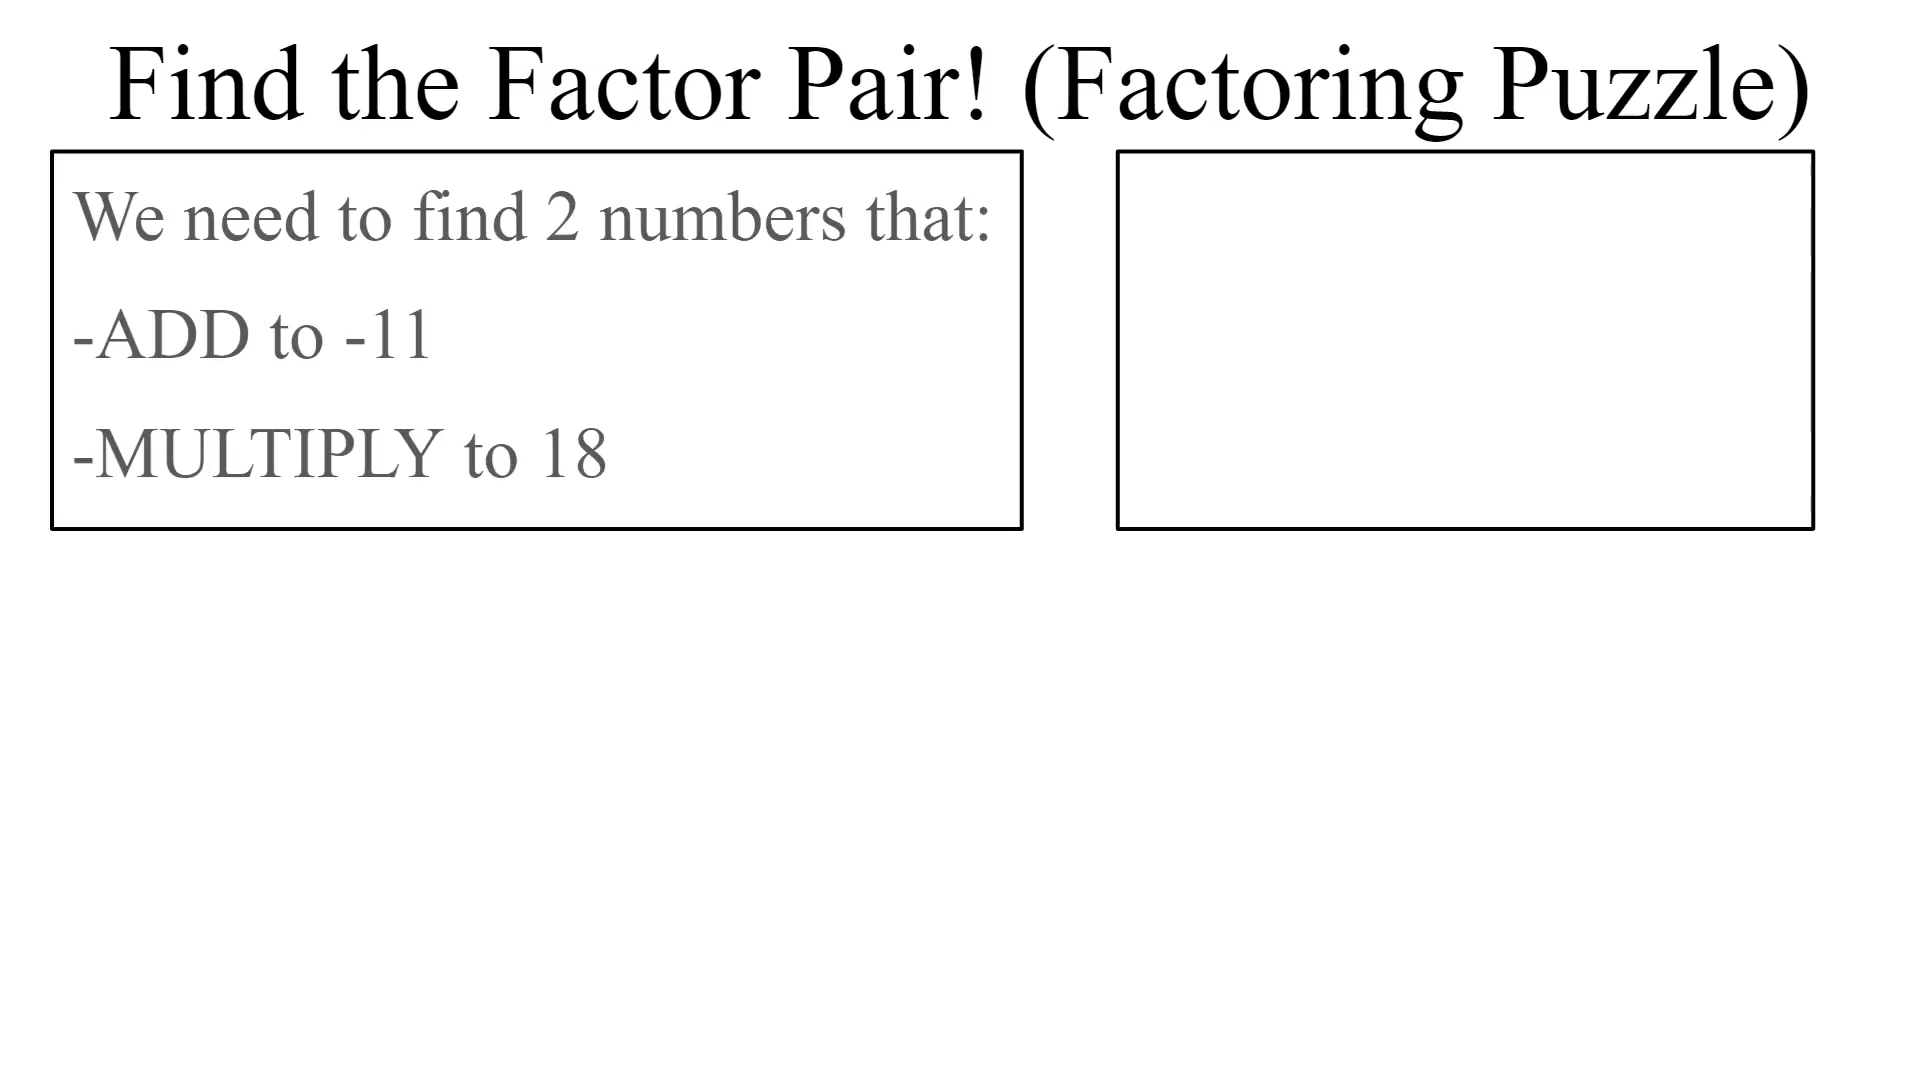 Find the Factor Pair! (Factoring Puzzle)
We need to find 2 numbers that:
-ADD to -11
-MULTIPLY to 18